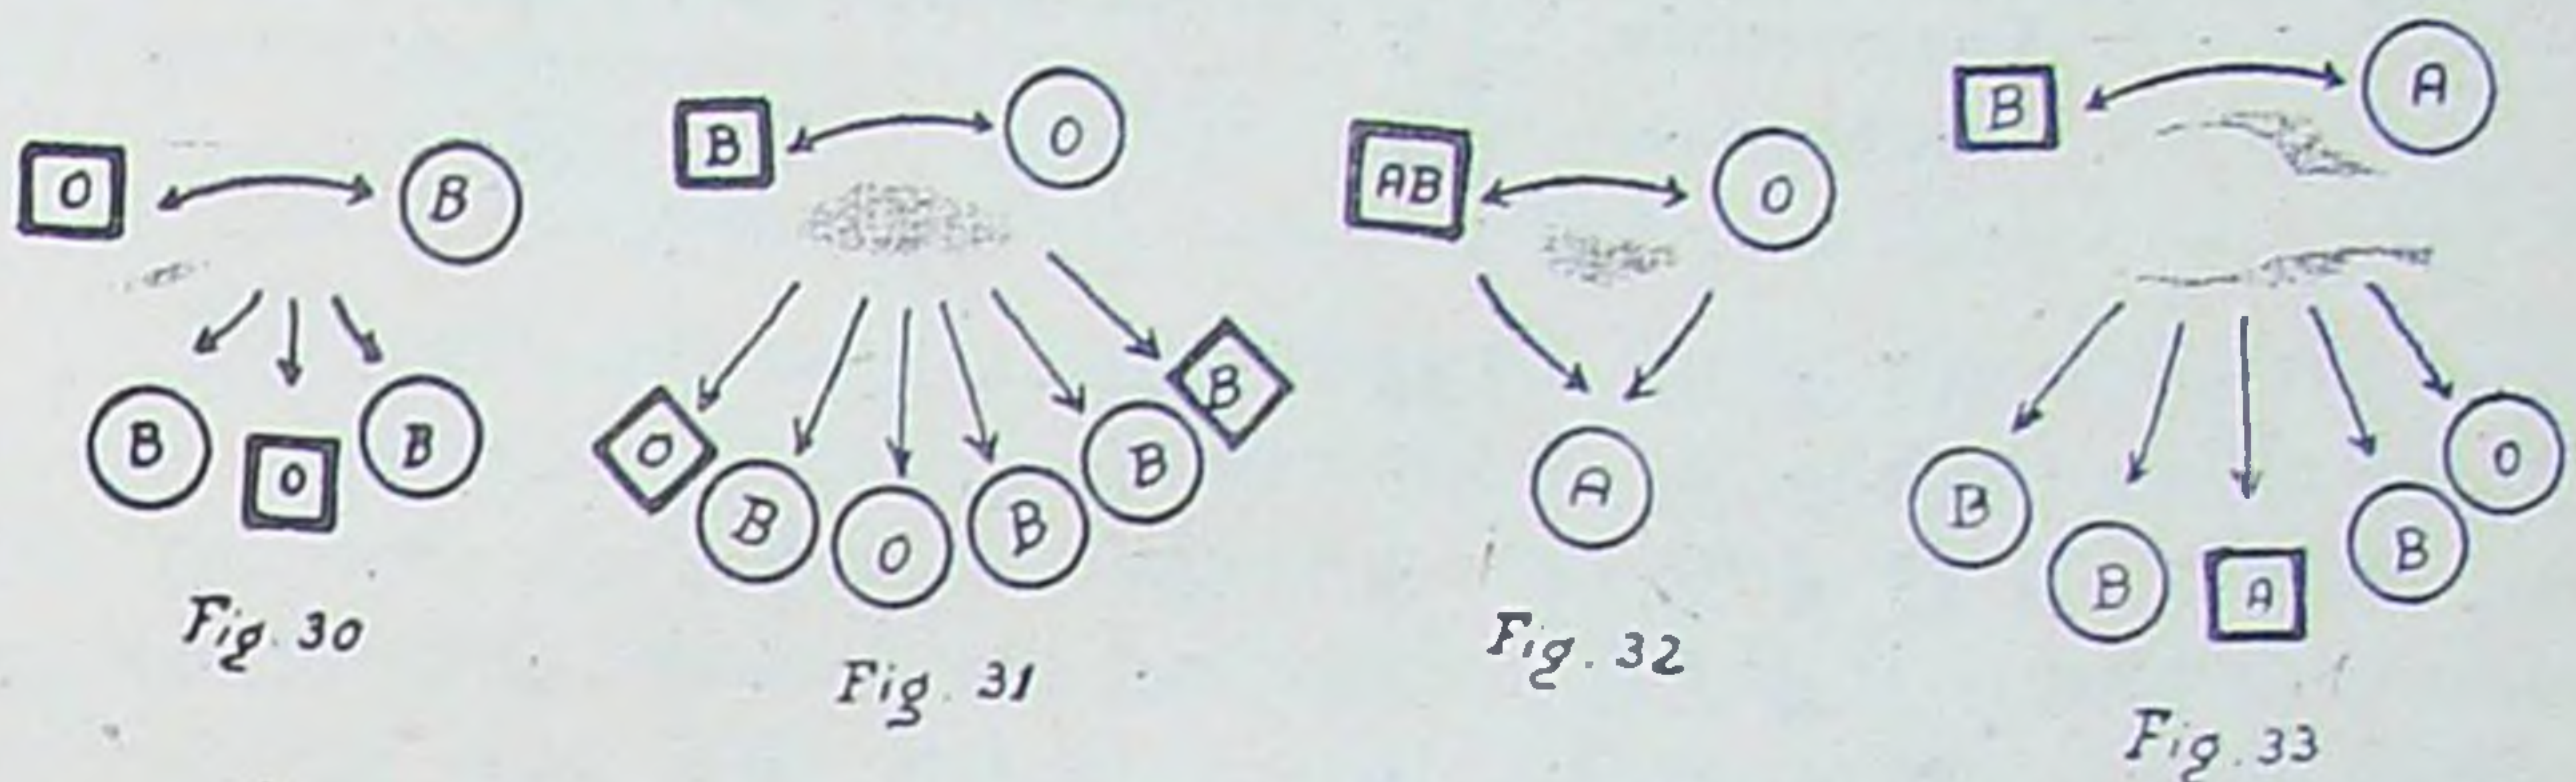 O B
B O B
Fig. 30
B O
O B O B B B
Fig. 31
AB O
A
Fig. 32
B A
B B A B O
Fig. 33